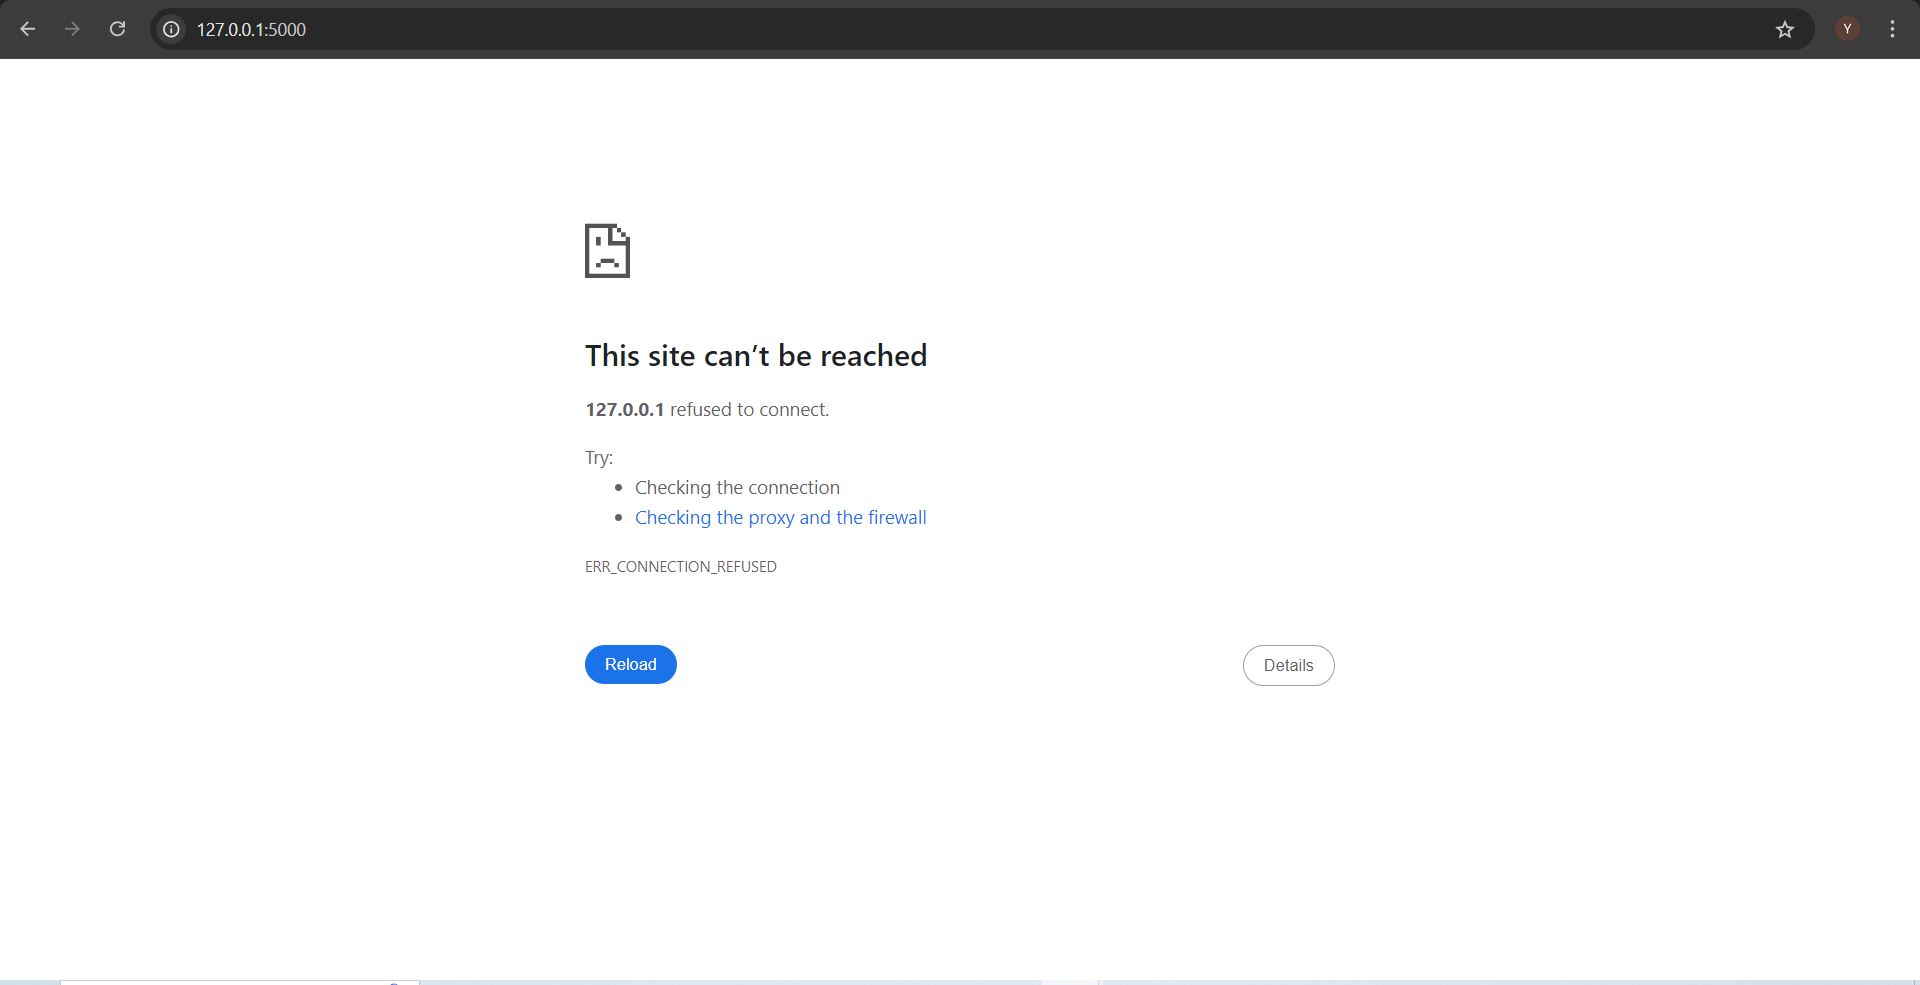 127.0.0.1:5000
Y
This site can’t be reached
127.0.0.1 refused to connect.
Try:
Checking the connection
Checking the proxy and the firewall
ERR_CONNECTION_REFUSED
Reload
Details